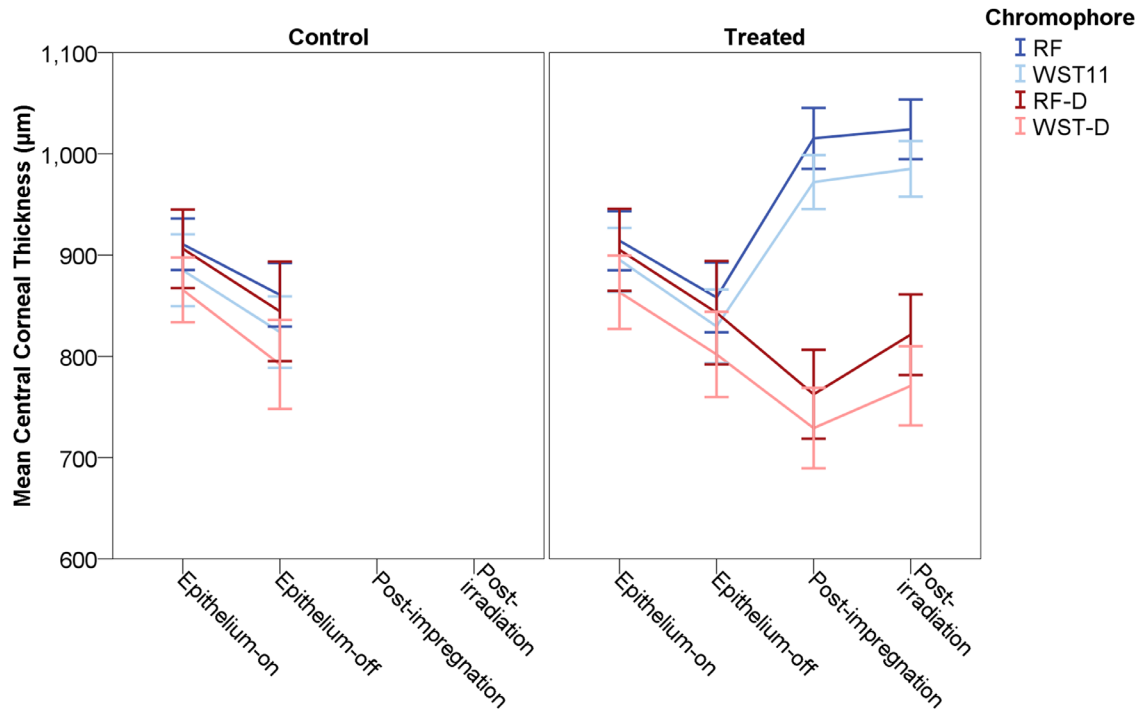 Control
Treated
Chromophore
RF
WST11
RF-D
WST-D
Mean Central Corneal Thickness (µm)
1,100
1,000
900
800
700
600
Epithelium-on
Epithelium-off
Post-impregnation
Post-
irradiation
Epithelium-on
Epithelium-off
Post-impregnation
Post-
irradiation